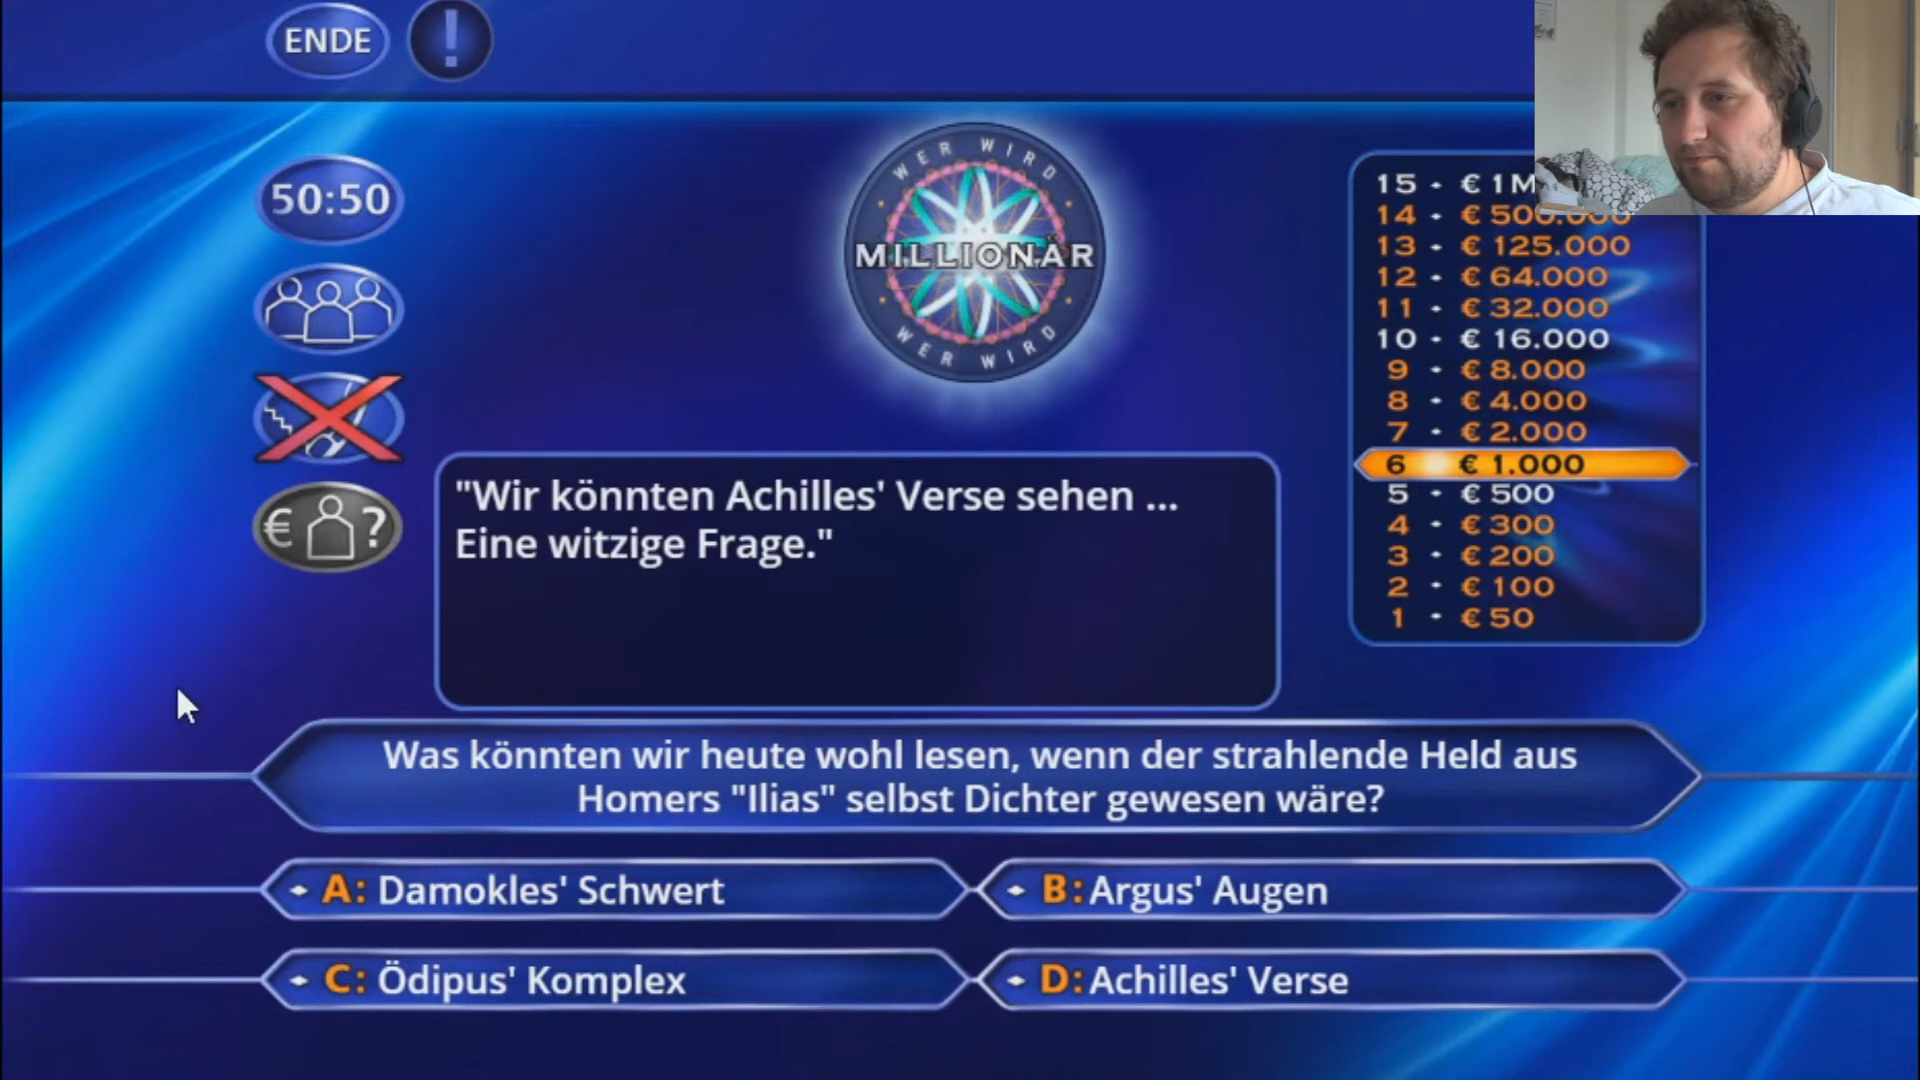 ENDE
!
50:50
€ ?
WER WIRD
MILLIONÄR
WER WIRD
15 · € 1M
14 · € 500.000
13 · € 125.000
12 · € 64.000
11 · € 32.000
10 · € 16.000
9 · € 8.000
8 · € 4.000
7 · € 2.000
6 € 1.000
5 · € 500
4 · € 300
3 · € 200
2 · € 100
1 · € 50
"Wir könnten Achilles' Verse sehen ...
Eine witzige Frage."
Was könnten wir heute wohl lesen, wenn der strahlende Held aus
Homers "Ilias" selbst Dichter gewesen wäre?
A: Damokles' Schwert
B: Argus' Augen
C: Ödipus' Komplex
D: Achilles' Verse